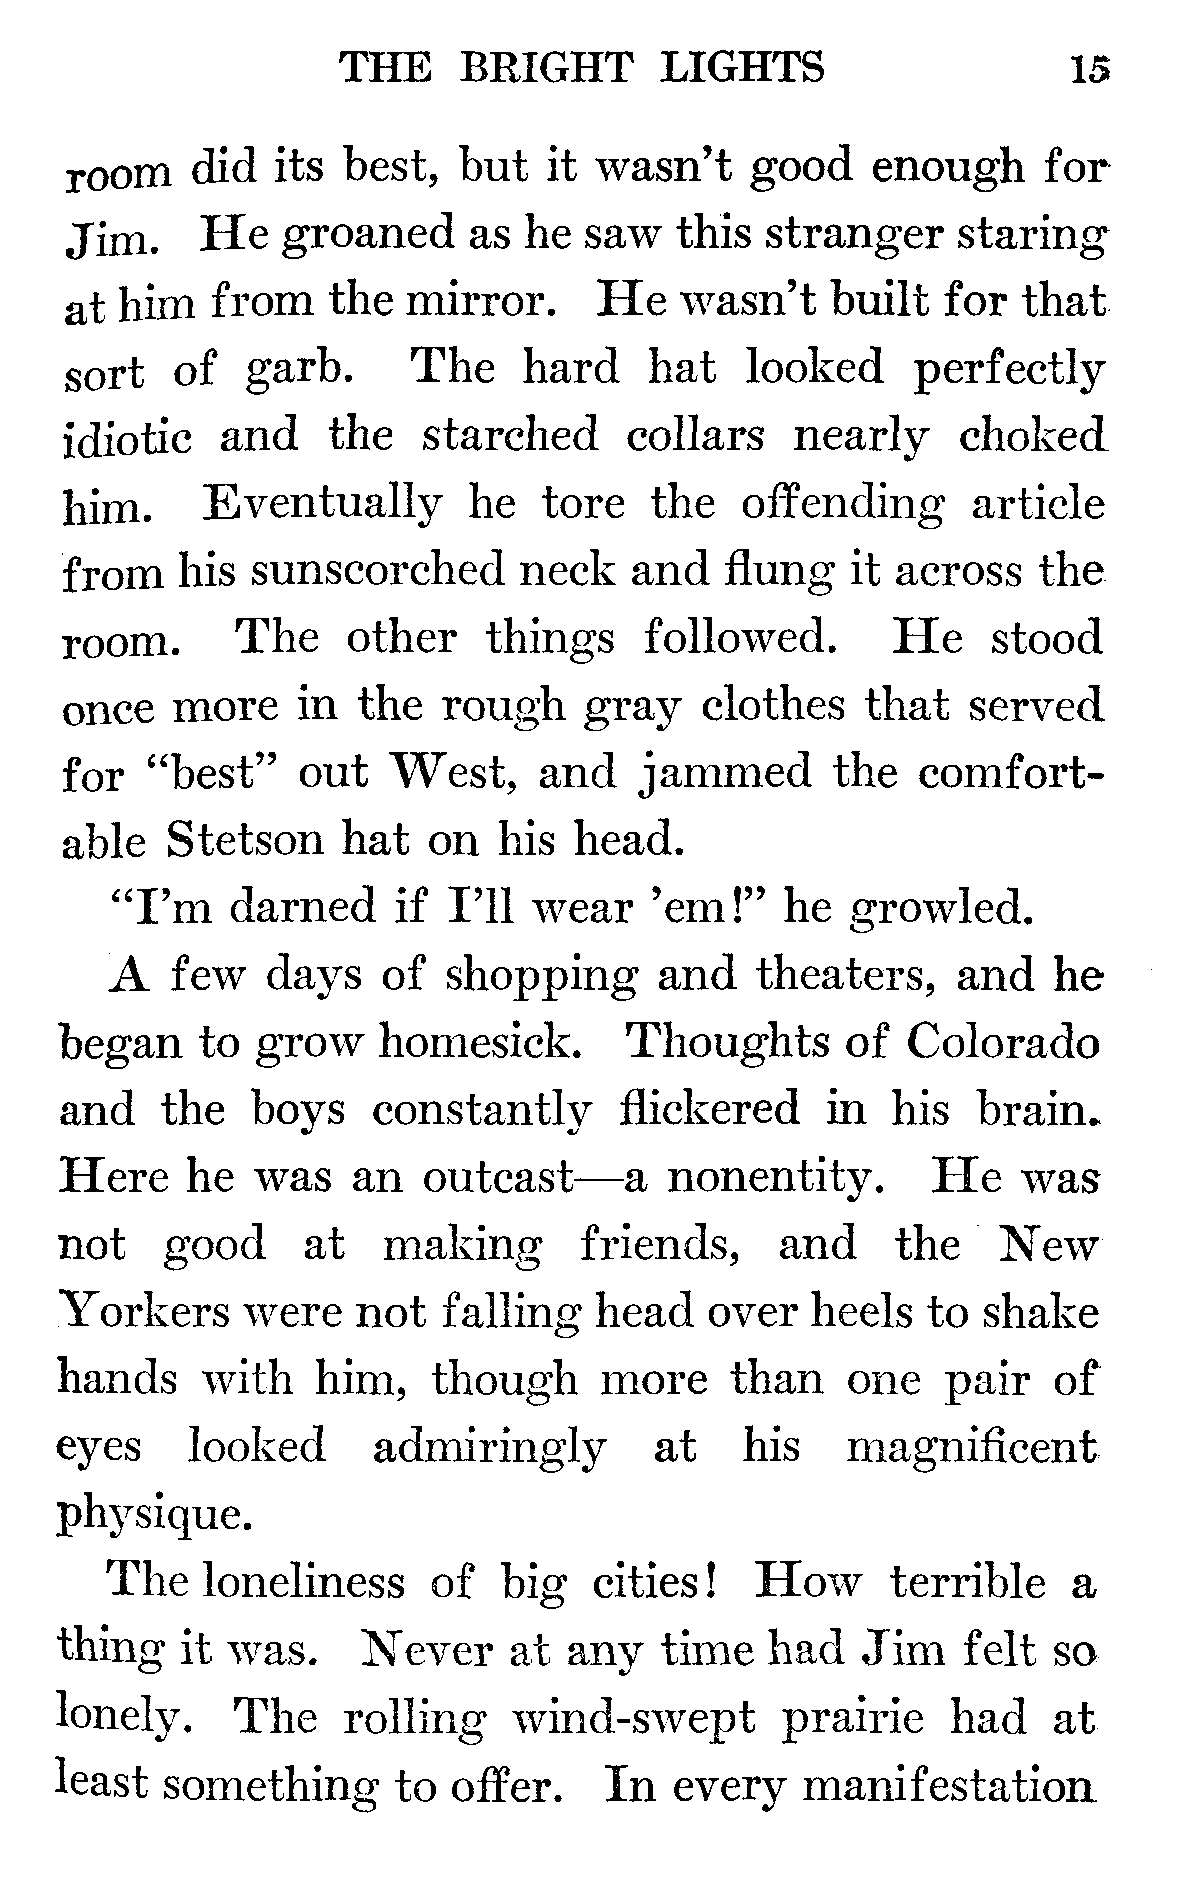 THE BRIGHT LIGHTS 15
room did its best, but it wasn't good enough for
Jim. He groaned as he saw this stranger staring
at him from the mirror. He wasn't built for that
sort of garb. The hard hat looked perfectly
idiotic and the starched collars nearly choked
him. Eventually he tore the offending article
from his sunscorched neck and flung it across the
room. The other things followed. He stood
once more in the rough gray clothes that served
for “best” out West, and jammed the comfort-
able Stetson hat on his head.
“I'm darned if I'll wear 'em!” he growled.
A few days of shopping and theaters, and he
began to grow homesick. Thoughts of Colorado
and the boys constantly flickered in his brain.
Here he was an outcast—a nonentity. He was
not good at making friends, and the New
Yorkers were not falling head over heels to shake
hands with him, though more than one pair of
eyes looked admiringly at his magnificent
physique.
The loneliness of big cities! How terrible a
thing it was. Never at any time had Jim felt so
lonely. The rolling wind-swept prairie had at
least something to offer. In every manifestation